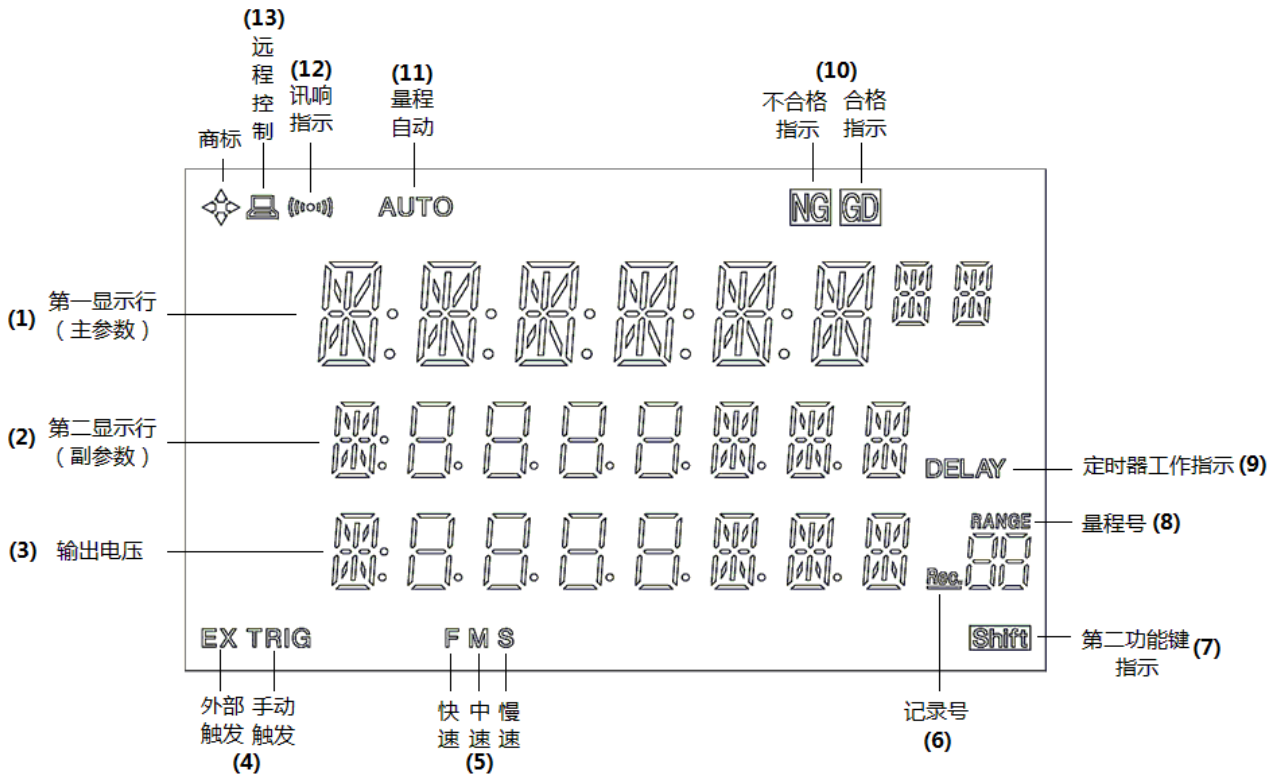 (13)
远
程
控
制
(12)
讯响
指示
(11)
量程
自动
(10)
不合格
指示
合格
指示
商标
AUTO
NG GD
(1) 第一显示行
（主参数）
(2) 第二显示行
（副参数）
DELAY
定时器工作指示 (9)
RANGE
量程号 (8)
(3) 输出电压
Rec.
EX TRIG
F M S
Shift
第二功能键
指示
(7)
外部
触发
手动
触发
(4)
快
速
中
速
慢
速
(5)
记录号
(6)